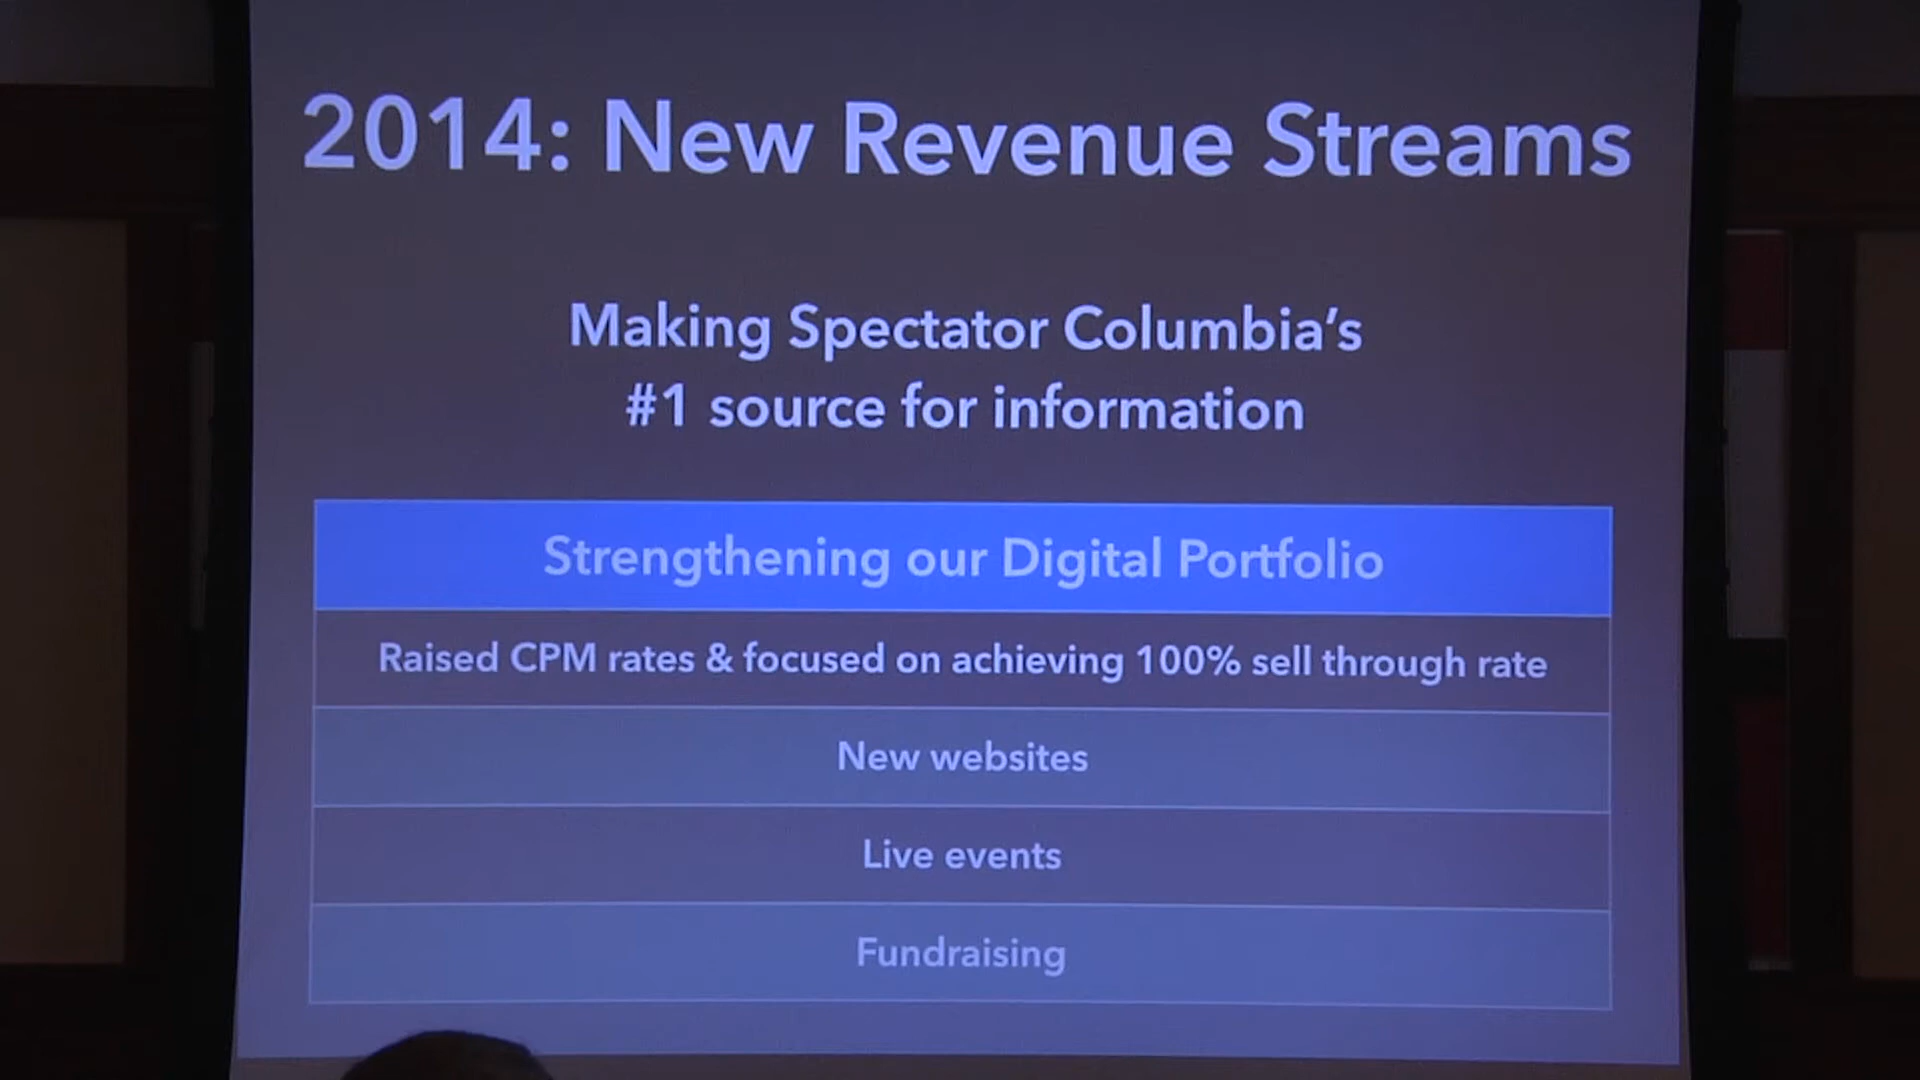 2014: New Revenue Streams
Making Spectator Columbia's
#1 source for information
Strengthening our Digital Portfolio
Raised CPM rates & focused on achieving 100% sell through rate
New websites
Live events
Fundraising